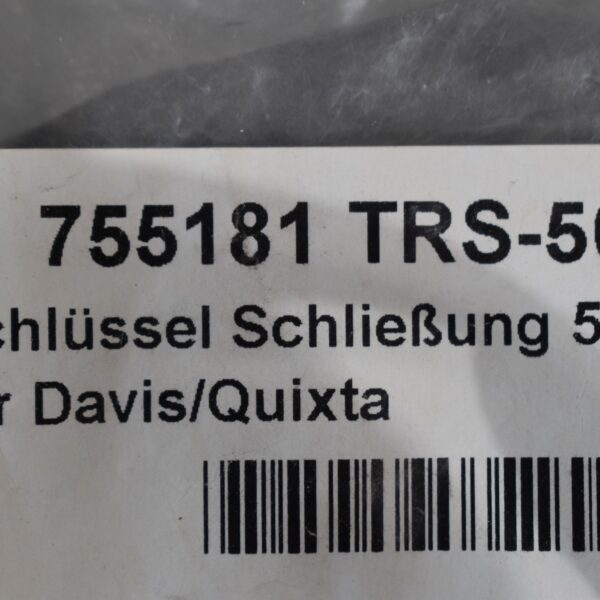 755181 TRS-50
chlüssel Schließung 5
r Davis/Quixta